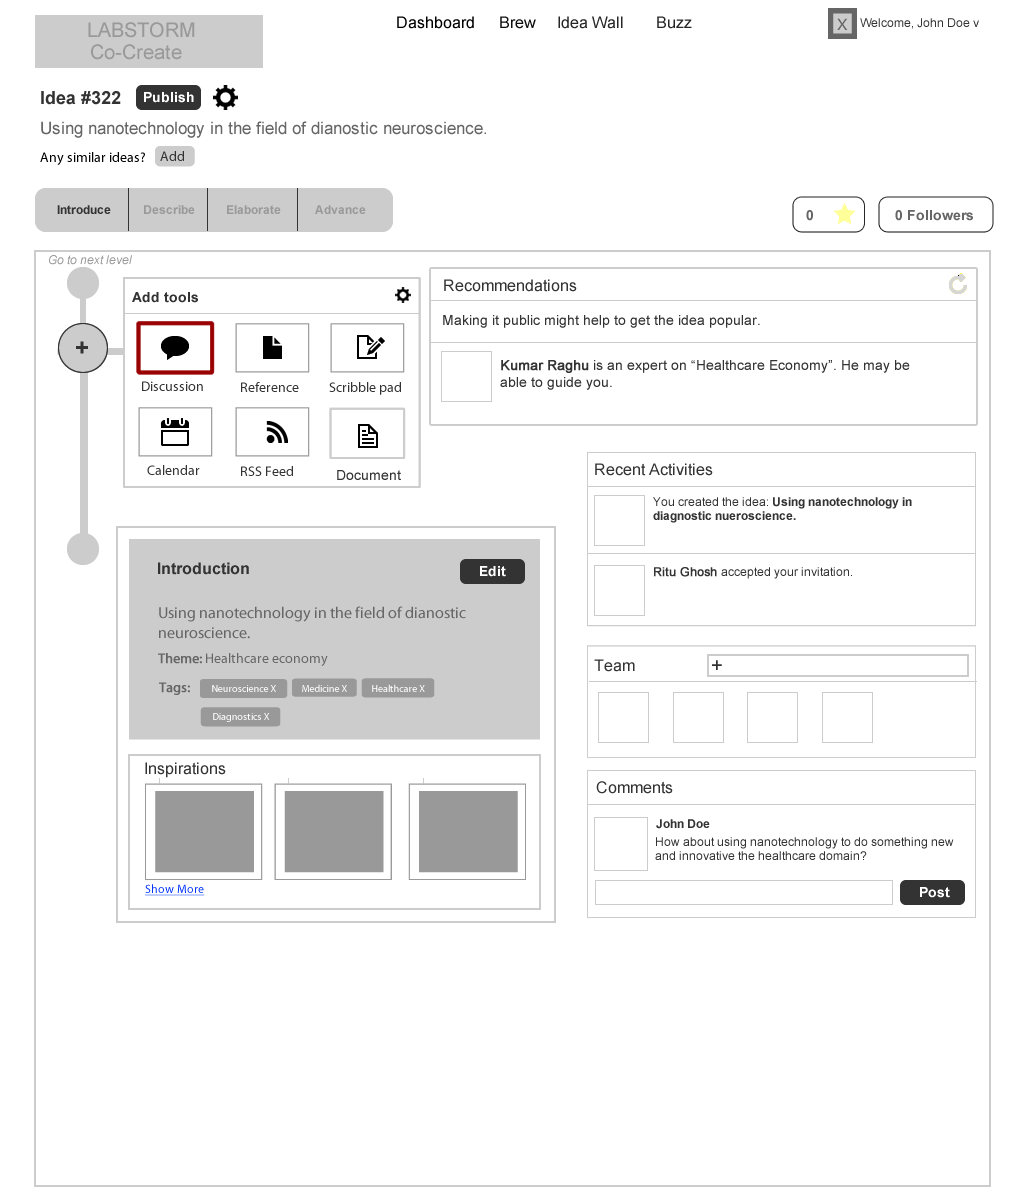 LABSTORM
Co-Create
Dashboard Brew Idea Wall Buzz
X Welcome, John Doe v
Idea #322 Publish
Using nanotechnology in the field of dianostic neuroscience.
Any similar ideas? Add
Introduce Describe Elaborate Advance
0 0 Followers
Go to next level
+
Add tools
Discussion Reference Scribble pad
Calendar RSS Feed Document
Recommendations
Making it public might help to get the idea popular.
Kumar Raghu is an expert on “Healthcare Economy”. He may be
able to guide you.
Recent Activities
You created the idea: Using nanotechnology in
diagnostic nueroscience.
Ritu Ghosh accepted your invitation.
Introduction Edit
Using nanotechnology in the field of dianostic
neuroscience.
Theme: Healthcare economy
Tags: Neuroscience X Medicine X Healthcare X
Diagnostics X
Team +
Inspirations
Show More
Comments
John Doe
How about using nanotechnology to do something new
and innovative the healthcare domain?
Post